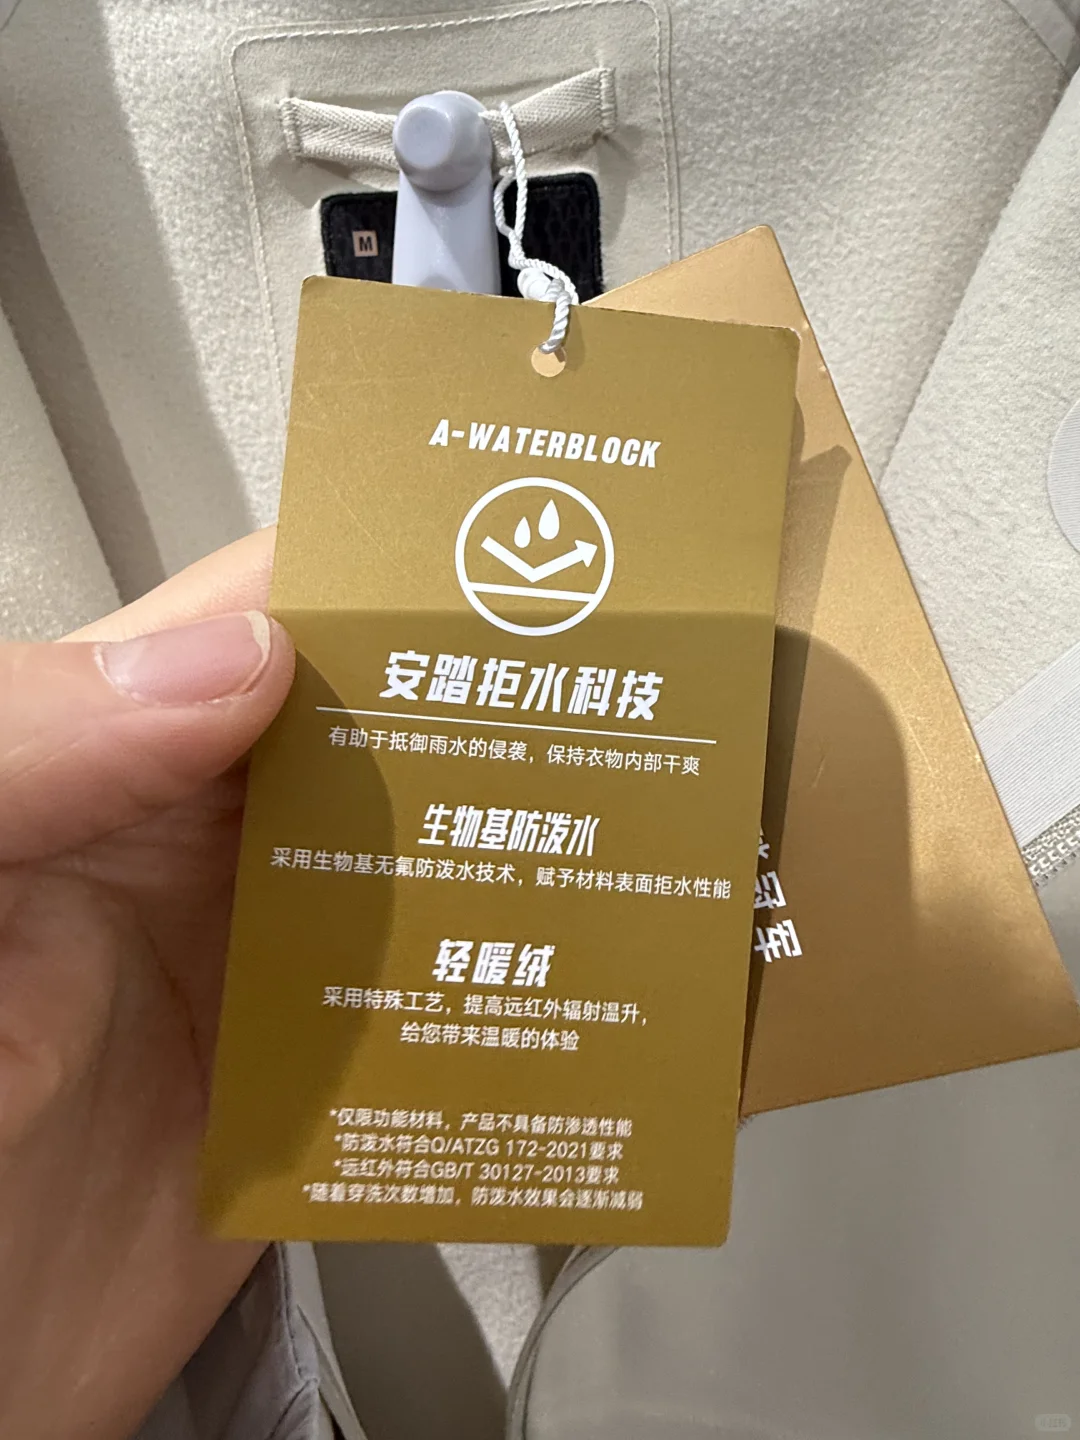 M
A-WATERBLOCK
安踏拒水科技
有助于抵御雨水的侵袭，保持衣物内部干爽
生物基防泼水
采用生物基无氟防泼水技术，赋予材料表面拒水性能
轻暖绒
采用特殊工艺，提高远红外辐射温升，
给您带来温暖的体验
*仅限功能材料，产品不具备防渗透性能
*防泼水符合Q/ATZG 172-2021要求
*远红外符合GB/T 30127-2013要求
*随着穿洗次数增加，防泼水效果会逐渐减弱
小红书